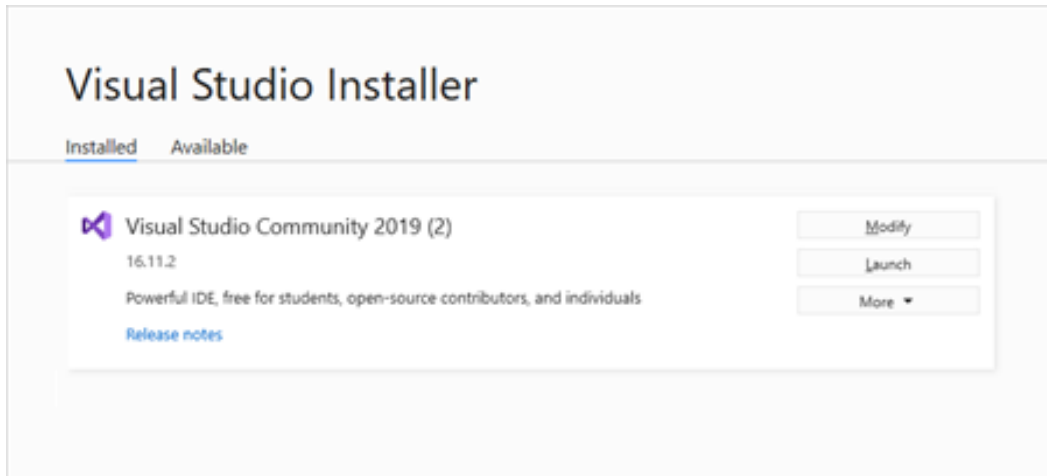 Visual Studio Installer
Installed Available
Visual Studio Community 2019 (2) Modify
16.11.2 Launch
Powerful IDE, free for students, open-source contributors, and individuals More
Release notes